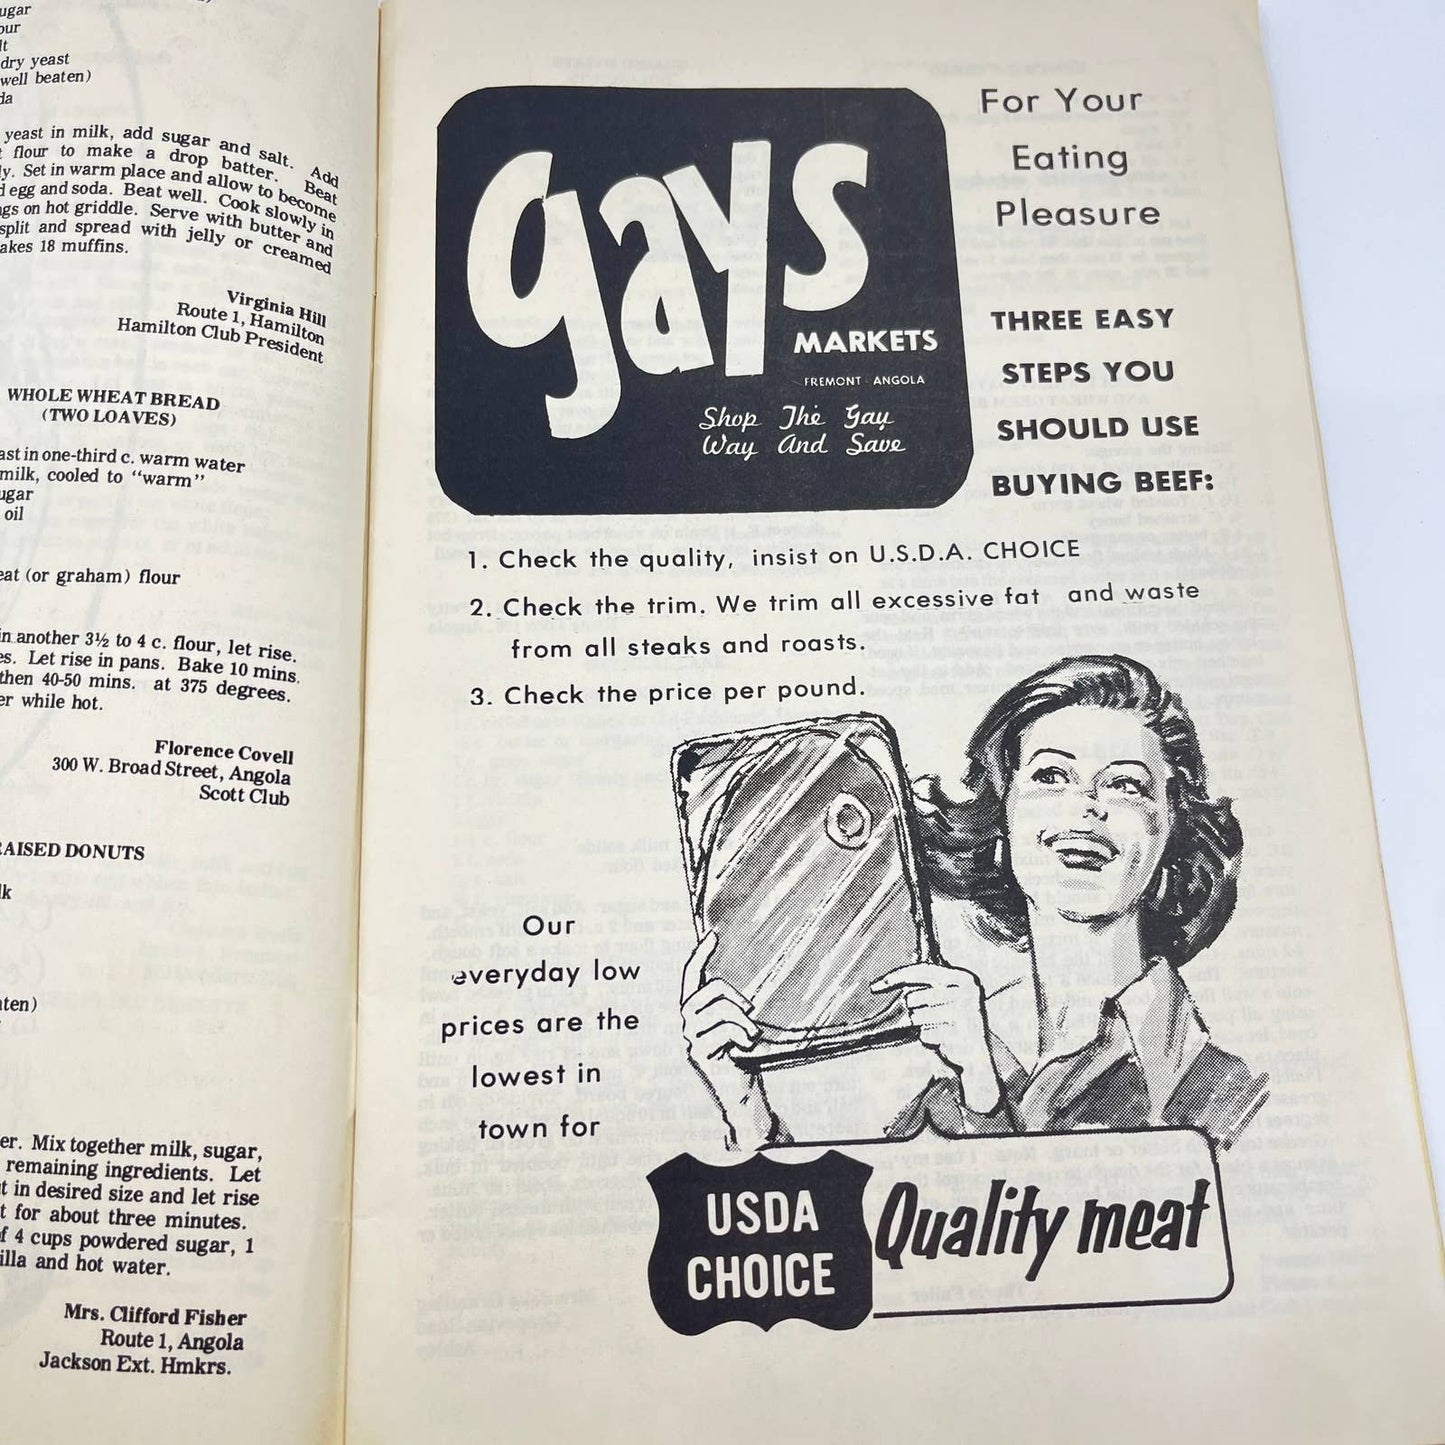 ugar
our
lt
dry yeast
well beaten)
da
yeast in milk, add sugar and salt. Add
flour to make a drop batter. Beat
ly. Set in warm place and allow to become
d egg and soda. Beat well. Cook slowly in
ngs on hot griddle. Serve with butter and
split and spread with jelly or creamed
akes 18 muffins.
Virginia Hill
Route 1, Hamilton
Hamilton Club President
WHOLE WHEAT BREAD
(TWO LOAVES)
ast in one-third c. warm water
milk, cooled to "warm"
ugar
oil
eat (or graham) flour
in another 3½ to 4 c. flour, let rise.
es. Let rise in pans. Bake 10 mins.
then 40-50 mins. at 375 degrees.
er while hot.
Florence Covell
300 W. Broad Street, Angola
Scott Club
RAISED DONUTS
lk
aten)
er. Mix together milk, sugar,
remaining ingredients. Let
t in desired size and let rise
t for about three minutes.
of 4 cups powdered sugar, 1
illa and hot water.
Mrs. Clifford Fisher
Route 1, Angola
Jackson Ext. Hmkrs.
gays
MARKETS
FREMONT · ANGOLA
Shop The Gay
Way And Save
For Your
Eating
Pleasure
THREE EASY
STEPS YOU
SHOULD USE
BUYING BEEF:
1. Check the quality, insist on U.S.D.A. CHOICE
2. Check the trim. We trim all excessive fat and waste
from all steaks and roasts.
3. Check the price per pound.
Our
everyday low
prices are the
lowest in
town for
USDA
CHOICE
Quality meat